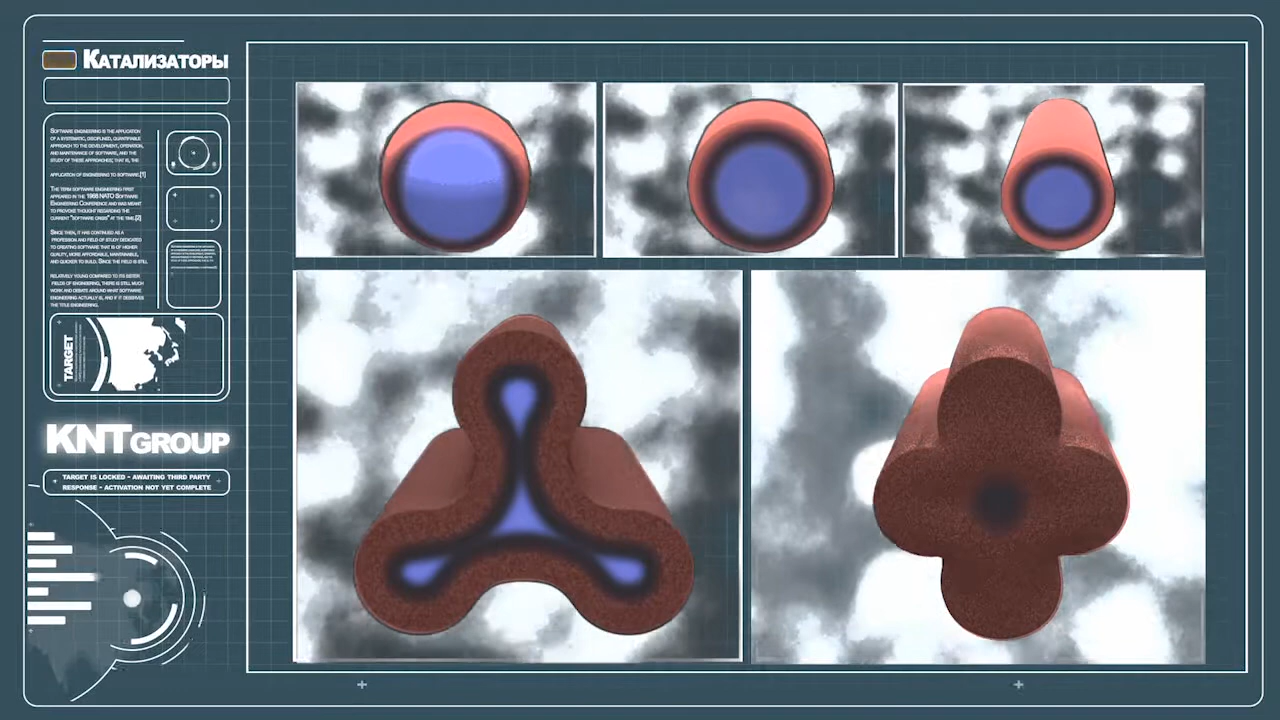 КАТАЛИЗАТОРЫ
SOFTWARE ENGINEERING IS THE APPLICATION
OF A SYSTEMATIC, DISCIPLINED, QUANTIFIABLE
APPROACH TO THE DEVELOPMENT, OPERATION,
AND MAINTENANCE OF SOFTWARE, AND THE
STUDY OF THESE APPROACHES; THAT IS, THE
APPLICATION OF ENGINEERING TO SOFTWARE.[1]
THE TERM SOFTWARE ENGINEERING FIRST
APPEARED IN THE 1968 NATO SOFTWARE
ENGINEERING CONFERENCE AND WAS MEANT
TO PROVOKE THOUGHT REGARDING THE
CURRENT "SOFTWARE CRISIS" AT THE TIME.[2]
SINCE THEN, IT HAS CONTINUED AS A
PROFESSION AND FIELD OF STUDY DEDICATED
TO CREATING SOFTWARE THAT IS OF HIGHER
QUALITY, MORE AFFORDABLE, MAINTAINABLE,
AND QUICKER TO BUILD. SINCE THE FIELD IS STILL
RELATIVELY YOUNG COMPARED TO ITS SISTER
FIELDS OF ENGINEERING, THERE IS STILL MUCH
WORK AND DEBATE AROUND WHAT SOFTWARE
ENGINEERING ACTUALLY IS, AND IF IT DESERVES
THE TITLE ENGINEERING.
TARGET
KNTGROUP
TARGET IS LOCKED - AWAITING THIRD PARTY
RESPONSE - ACTIVATION NOT YET COMPLETE